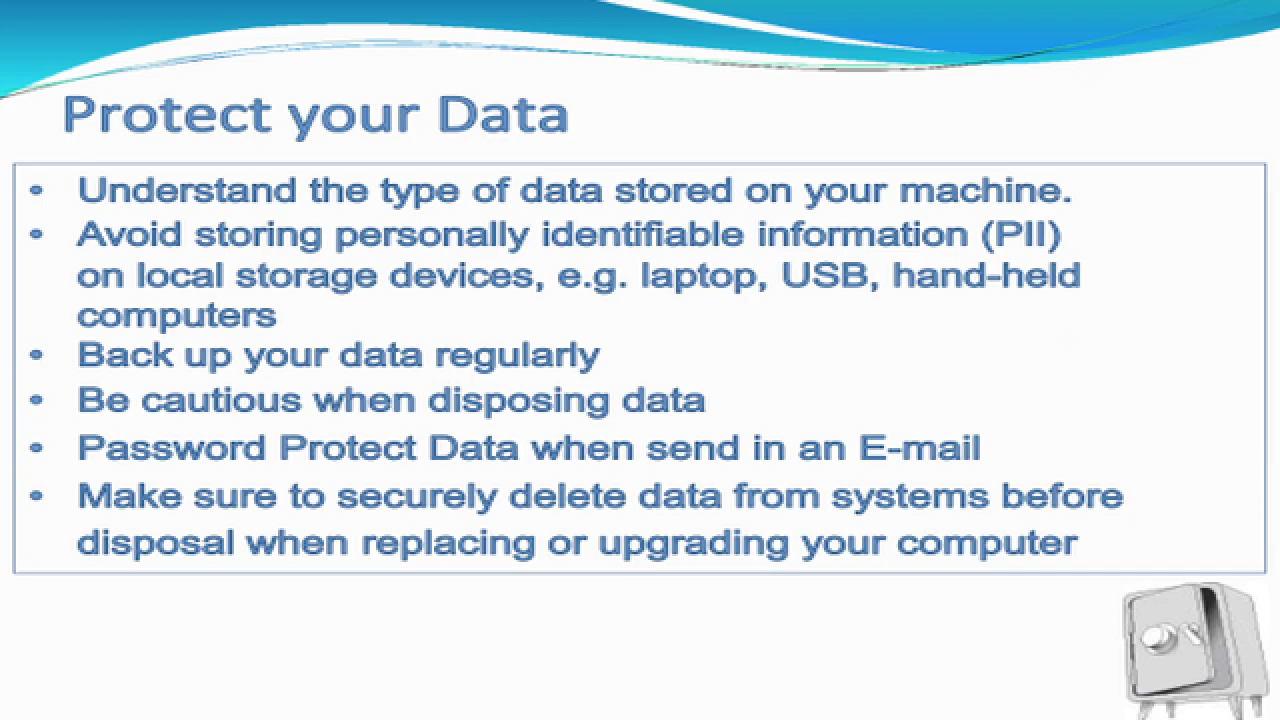 Protect your Data
• Understand the type of data stored on your machine.
• Avoid storing personally identifiable information (PII)
on local storage devices, e.g. laptop, USB, hand-held
computers
• Back up your data regularly
• Be cautious when disposing data
• Password Protect Data when send in an E-mail
• Make sure to securely delete data from systems before
disposal when replacing or upgrading your computer